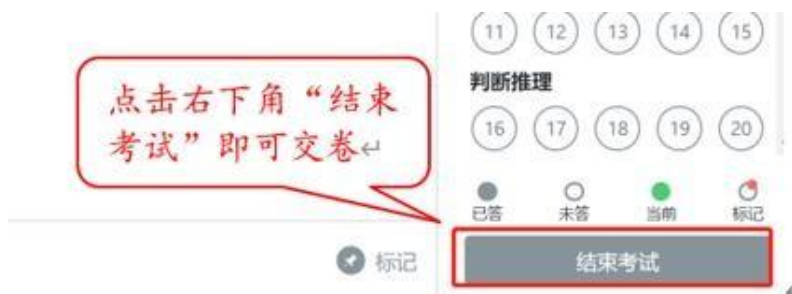 11 12 13 14 15
点击右下角“结束
考试”即可交卷↵
判断推理
16 17 18 19 20
已答 未答 当前 标记
标记
结束考试